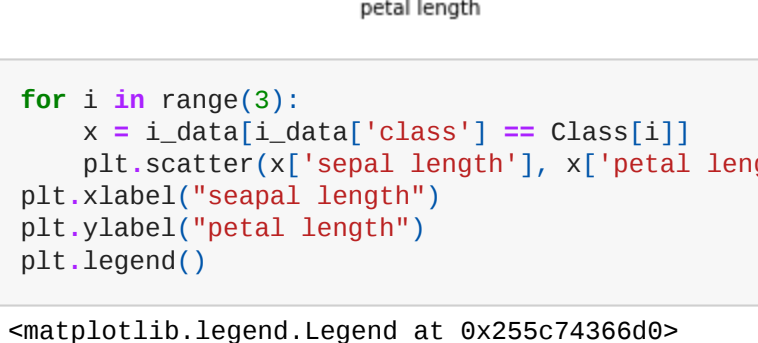 petal length
for i in range(3):
    x = i_data[i_data['class'] == Class[i]]
    plt.scatter(x['sepal length'], x['petal
plt.xlabel("seapal length")
plt.ylabel("petal length")
plt.legend()
<matplotlib.legend.Legend at 0x255c74366d0>